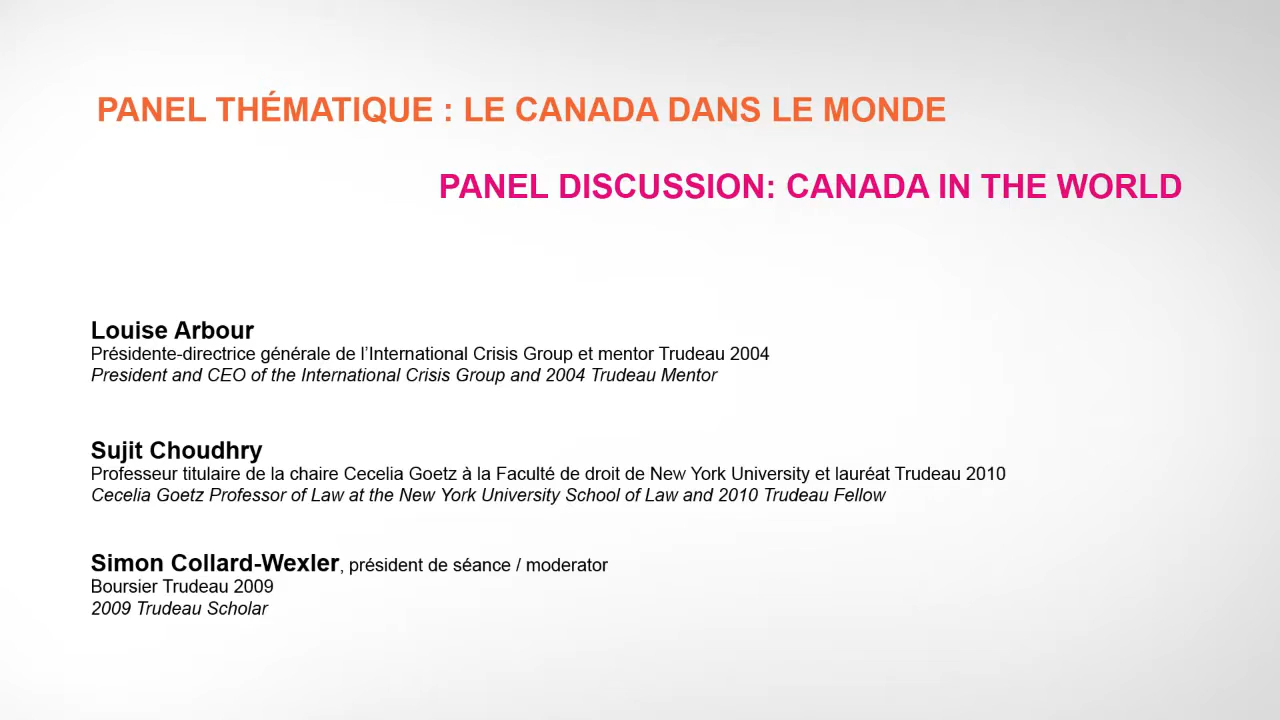 PANEL THÉMATIQUE : LE CANADA DANS LE MONDE
PANEL DISCUSSION: CANADA IN THE WORLD
Louise Arbour
Présidente-directrice générale de l’International Crisis Group et mentor Trudeau 2004
President and CEO of the International Crisis Group and 2004 Trudeau Mentor
Sujit Choudhry
Professeur titulaire de la chaire Cecelia Goetz à la Faculté de droit de New York University et lauréat Trudeau 2010
Cecelia Goetz Professor of Law at the New York University School of Law and 2010 Trudeau Fellow
Simon Collard-Wexler, président de séance / moderator
Boursier Trudeau 2009
2009 Trudeau Scholar